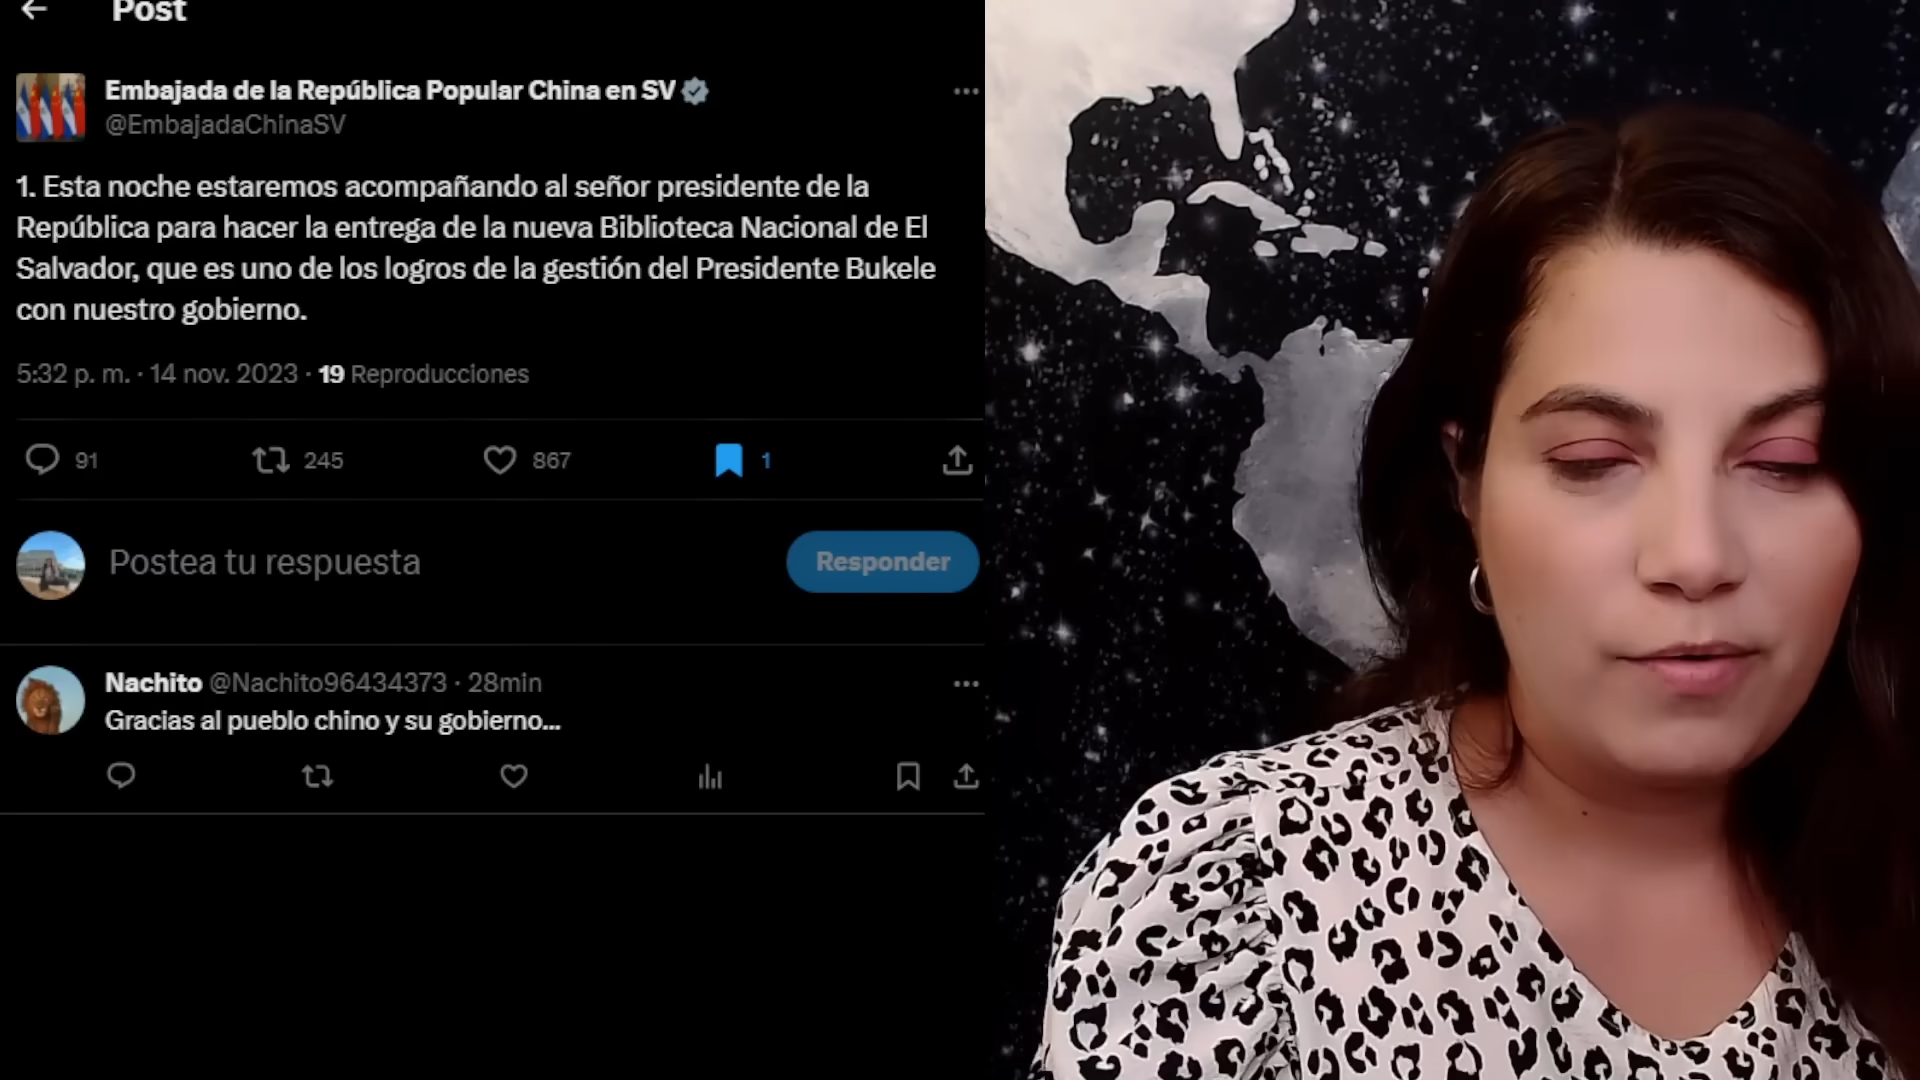 Post
Embajada de la República Popular China en SV
@EmbajadaChinaSV
1. Esta noche estaremos acompañando al señor presidente de la
República para hacer la entrega de la nueva Biblioteca Nacional de El
Salvador, que es uno de los logros de la gestión del Presidente Bukele
con nuestro gobierno.
5:32 p. m. · 14 nov. 2023 · 19 Reproducciones
91 245 867 1
Postea tu respuesta
Responder
Nachito @Nachito96434373 · 28min
Gracias al pueblo chino y su gobierno...